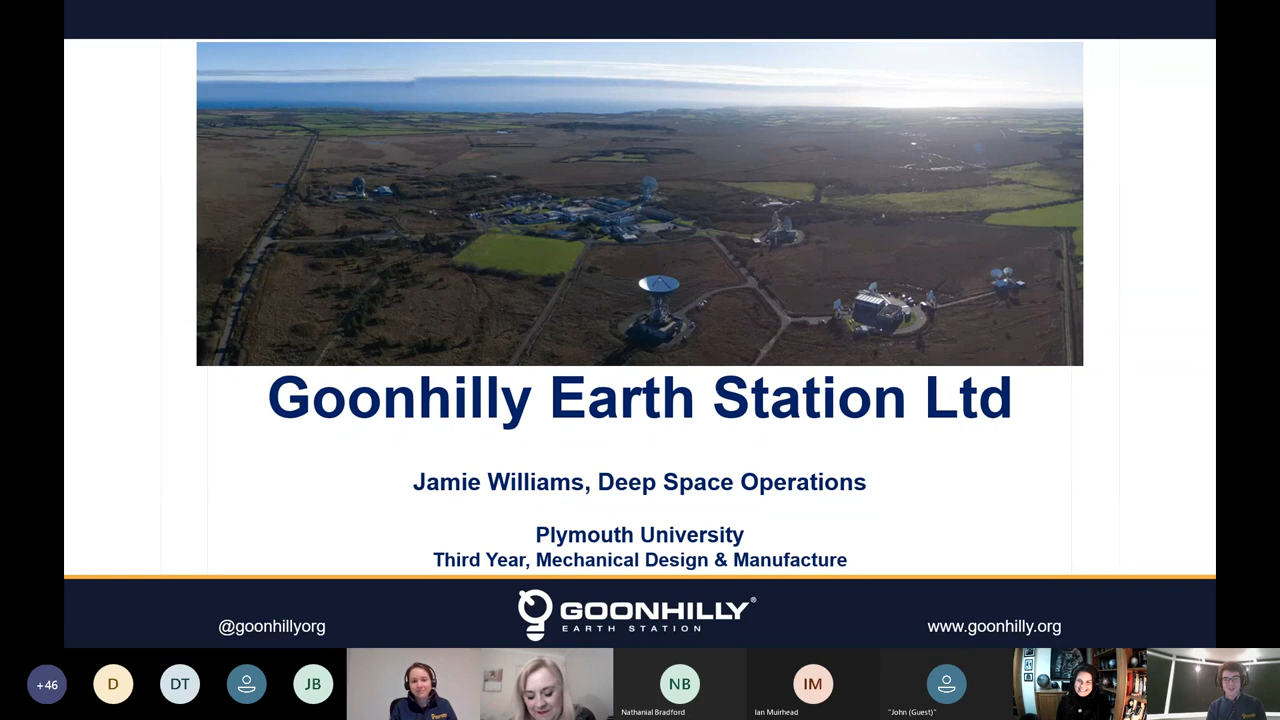 Goonhilly Earth Station Ltd
Jamie Williams, Deep Space Operations
Plymouth University
Third Year, Mechanical Design & Manufacture
@goonhillyorg
GOONHILLY®
EARTH STATION
www.goonhilly.org
+46
D
DT
JB
NB
Nathanial Bradford
IM
Ian Muirhead
"John (Guest)"